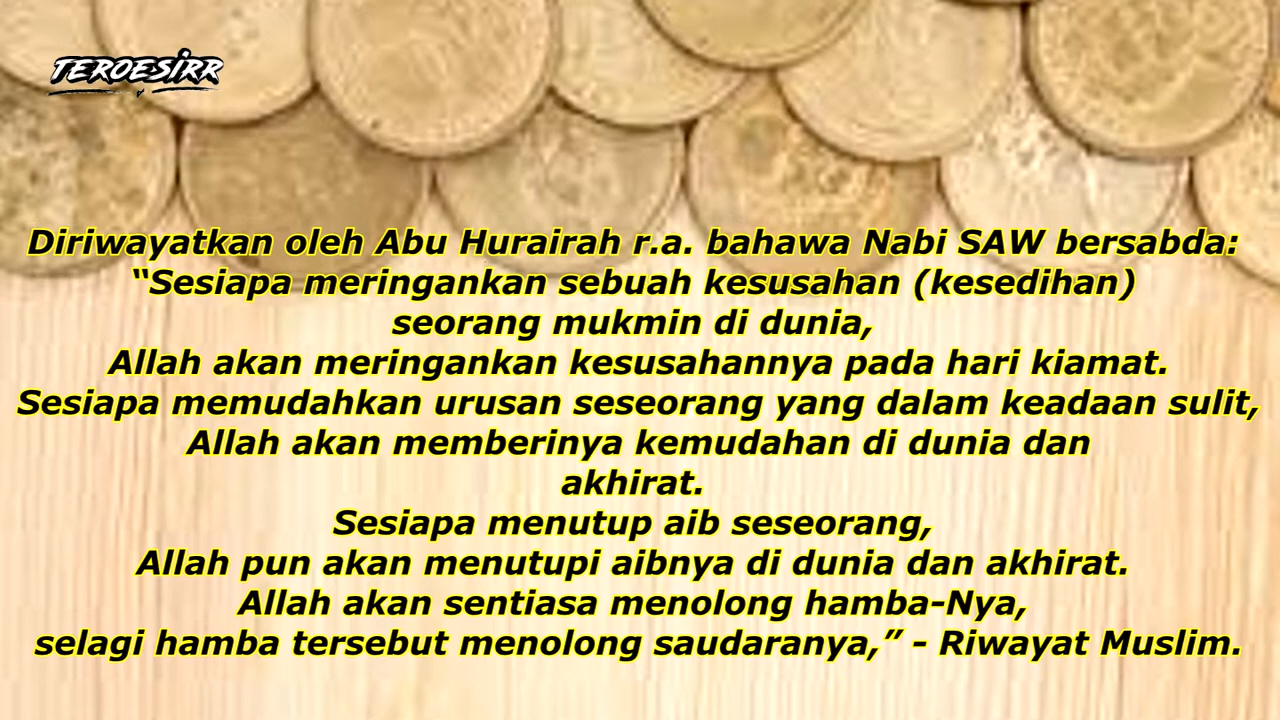 TEROESIRR
Diriwayatkan oleh Abu Hurairah r.a. bahawa Nabi SAW bersabda:
“Sesiapa meringankan sebuah kesusahan (kesedihan)
seorang mukmin di dunia,
Allah akan meringankan kesusahannya pada hari kiamat.
Sesiapa memudahkan urusan seseorang yang dalam keadaan sulit,
Allah akan memberinya kemudahan di dunia dan
akhirat.
Sesiapa menutup aib seseorang,
Allah pun akan menutupi aibnya di dunia dan akhirat.
Allah akan sentiasa menolong hamba-Nya,
selagi hamba tersebut menolong saudaranya,” - Riwayat Muslim.